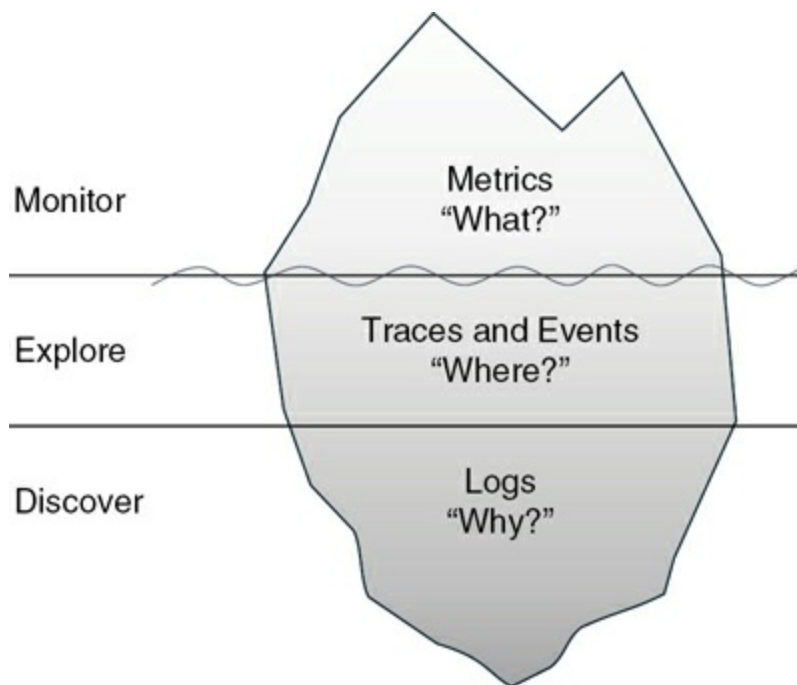 Monitor
Metrics
“What?”
Explore
Traces and Events
“Where?”
Discover
Logs
“Why?”